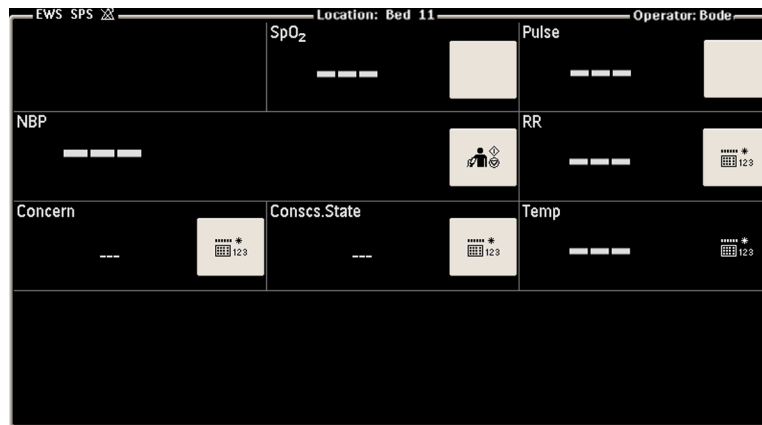 EWS SPS Location: Bed 11 Operator: Bode
SpO₂ Pulse
--- ---
NBP RR
--- ---
123
Concern Conscs.State Temp
--- --- ---
123 123 123